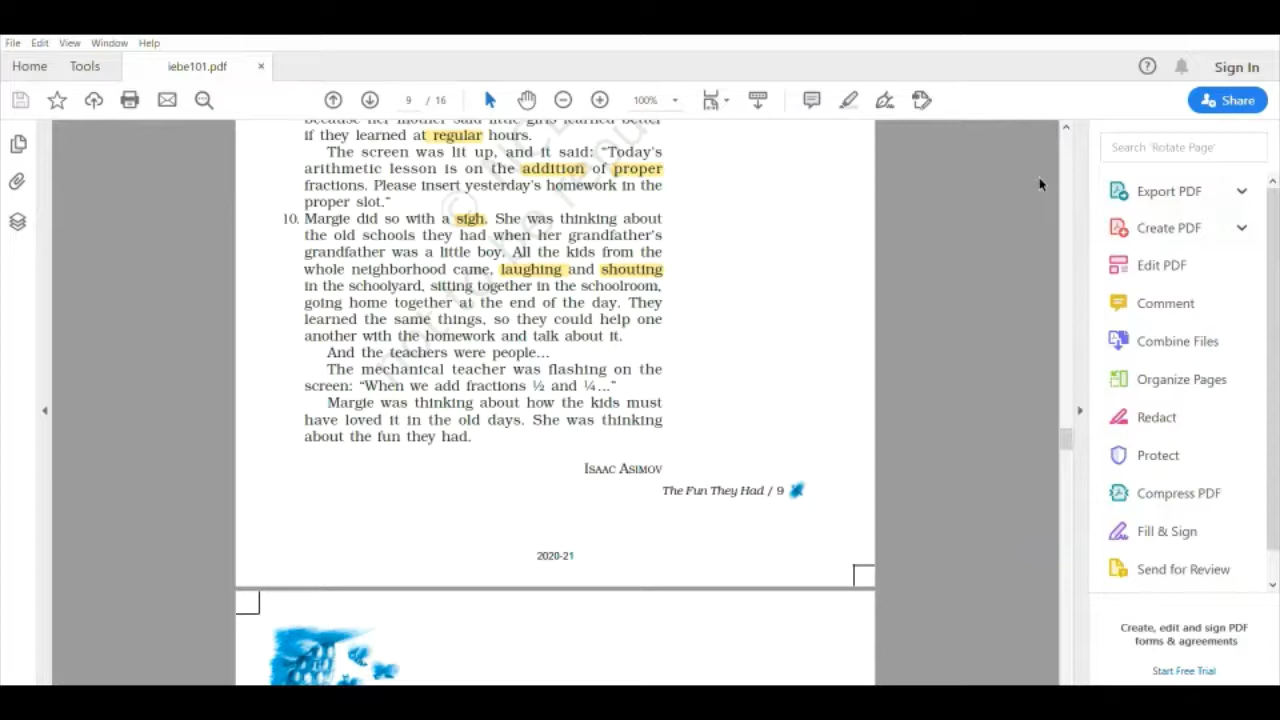 File Edit View Window Help
Home Tools iebe101.pdf × Sign In
9 / 16 100% Share
because her mother said little girls learned better
if they learned at regular hours.
The screen was lit up, and it said: “Today’s
arithmetic lesson is on the addition of proper
fractions. Please insert yesterday’s homework in the
proper slot.”
10. Margie did so with a sigh. She was thinking about
the old schools they had when her grandfather’s
grandfather was a little boy. All the kids from the
whole neighborhood came, laughing and shouting
in the schoolyard, sitting together in the schoolroom,
going home together at the end of the day. They
learned the same things, so they could help one
another with the homework and talk about it.
And the teachers were people...
The mechanical teacher was flashing on the
screen: “When we add fractions ½ and ¼...”
Margie was thinking about how the kids must
have loved it in the old days. She was thinking
about the fun they had.
ISAAC ASIMOV
The Fun They Had / 9
2020-21
Search 'Rotate Page'
Export PDF
Create PDF
Edit PDF
Comment
Combine Files
Organize Pages
Redact
Protect
Compress PDF
Fill & Sign
Send for Review
Create, edit and sign PDF
forms & agreements
Start Free Trial